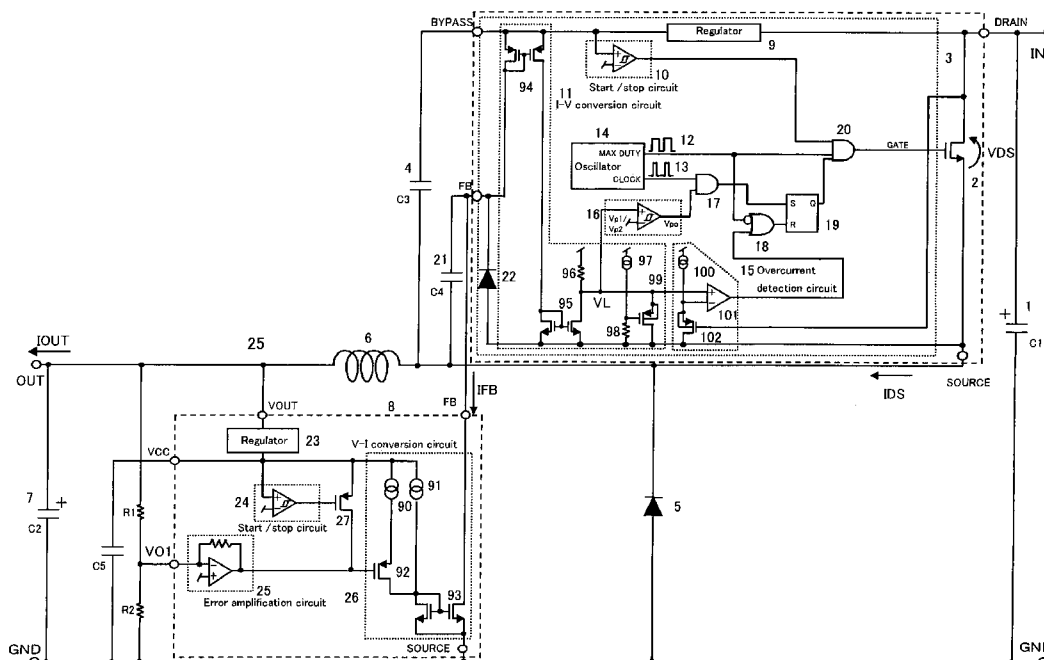 BYPASS
Regulator
9
DRAIN
IN
3
94
10
Start/stop circuit
11
I-V conversion circuit
20
GATE
VDS
2
14
12
MAX DUTY
Oscillator
13
CLOCK
17
S Q
R
19
18
4
C3
FB
16
Vp1/
Vp2
Vpo
21
C4
22
96
97
99
100
15 Overcurrent
detection circuit
VL
95
98
101
102
1
+
C1
IOUT
OUT
25
6
SOURCE
IDS
VOUT
8
FB
IFB
Regulator
23
V-I conversion circuit
VCC
7
+
C2
R1
24
Start/stop circuit
27
91
90
5
VO1
C5
25
Error amplification circuit
26
92
93
R2
GND
SOURCE
GND